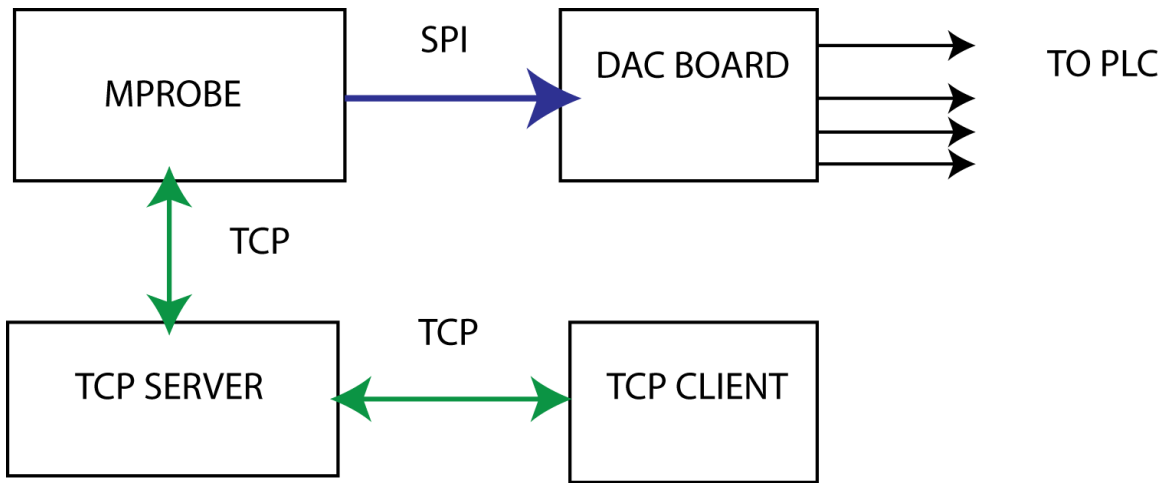 MPROBE
SPI
DAC BOARD
TO PLC
TCP
TCP SERVER
TCP
TCP CLIENT